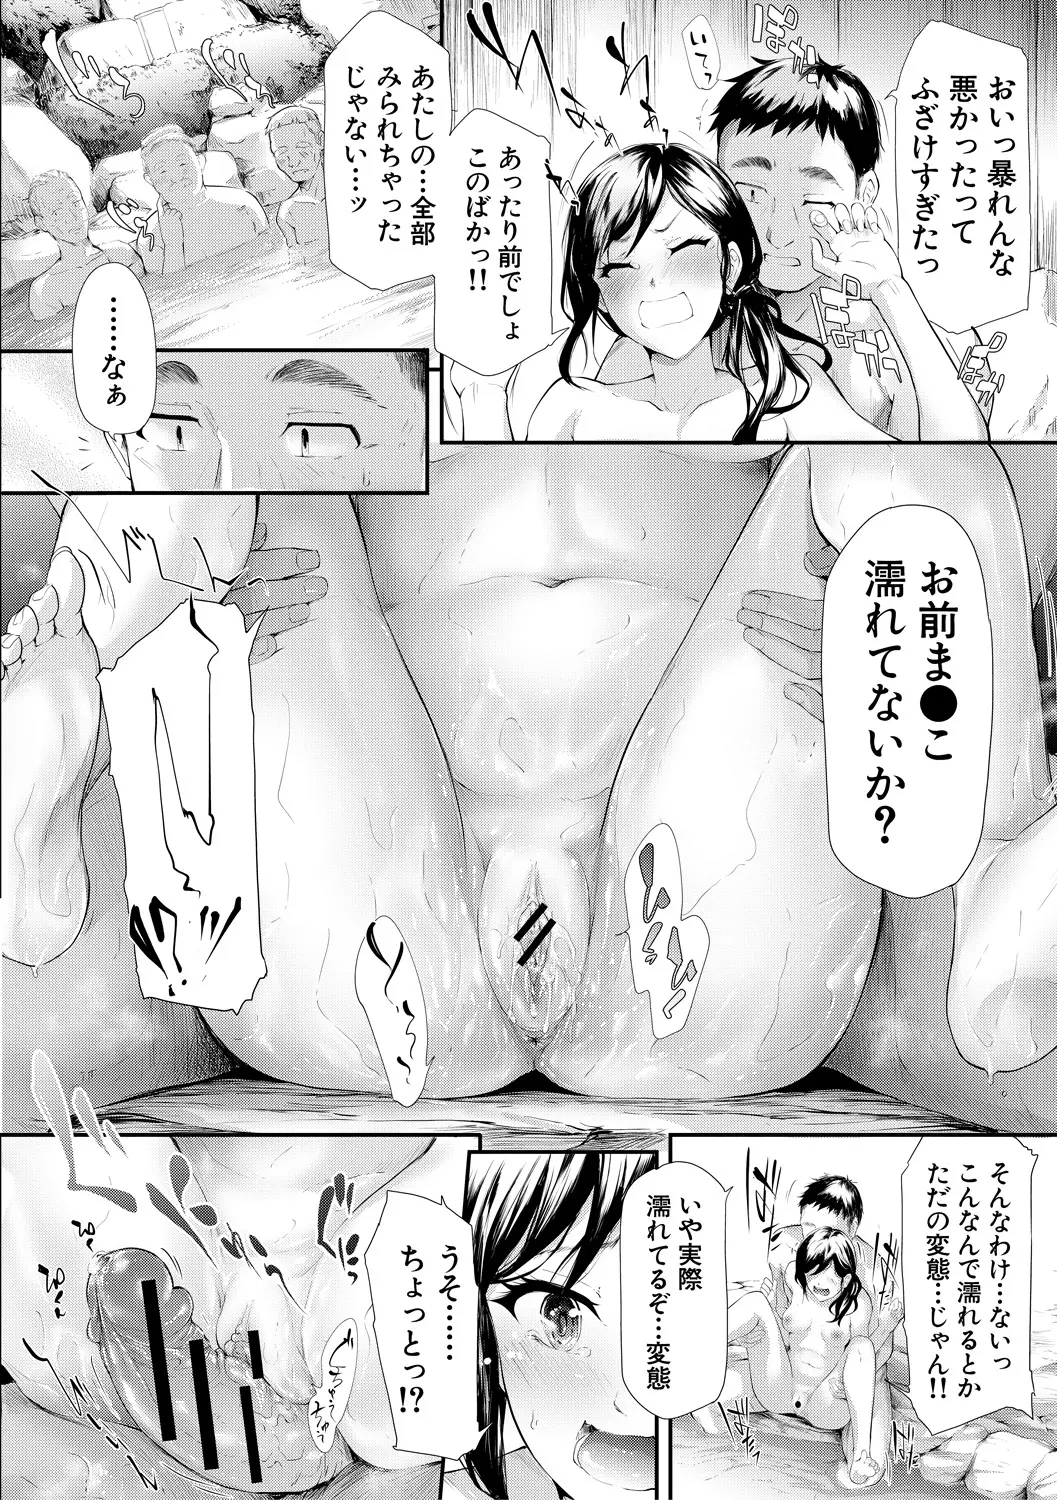 おいっ暴れんな
悪かったって
ふざけすぎたっ
いてっ
あったり前でしょ
このばかっ!!
あたしの…全部
みられちゃった
じゃない…ッ
……なぁ
お前ま●こ
濡れてないか?
そんなわけ…ないっ
こんなんで濡れるとか
ただの変態…じゃん!!
いや実際
濡れてるぞ…変態
うそ……
ちょっとっ!?